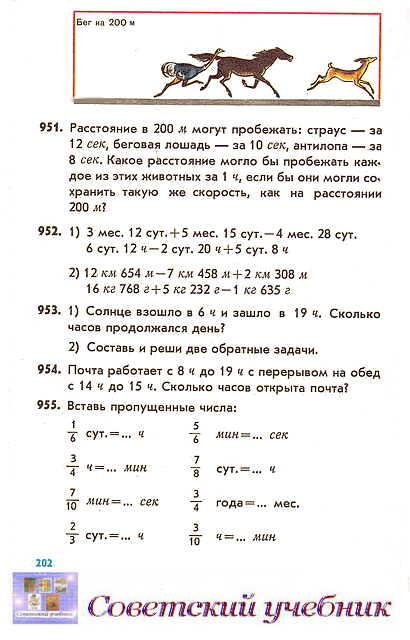 Бег на 200 м
951. Расстояние в 200 м могут пробежать: страус — за
12 сек, беговая лошадь — за 10 сек, антилопа — за
8 сек. Какое расстояние могло бы пробежать каж-
дое из этих животных за 1 ч, если бы они могли со-
хранить такую же скорость, как на расстоянии
200 м?
952. 1) 3 мес. 12 сут.+5 мес. 15 сут.—4 мес. 28 сут.
6 сут. 12 ч—2 сут. 20 ч+5 сут. 8 ч
2) 12 км 654 м—7 км 458 м+2 км 308 м
16 кг 768 г+5 кг 232 г—1 кг 635 г
953. 1) Солнце взошло в 6 ч и зашло в 19 ч. Сколько
часов продолжался день?
2) Составь и реши две обратные задачи.
954. Почта работает с 8 ч до 19 ч с перерывом на обед
с 14 ч до 15 ч. Сколько часов открыта почта?
955. Вставь пропущенные числа:
1/6 сут.=... ч 5/6 мин=... сек
3/4 ч=... мин 7/8 сут.=... ч
7/10 мин=... сек 3/4 года=... мес.
2/3 сут.=... ч 3/10 ч=... мин
202
Советский учебник
Советский учебник